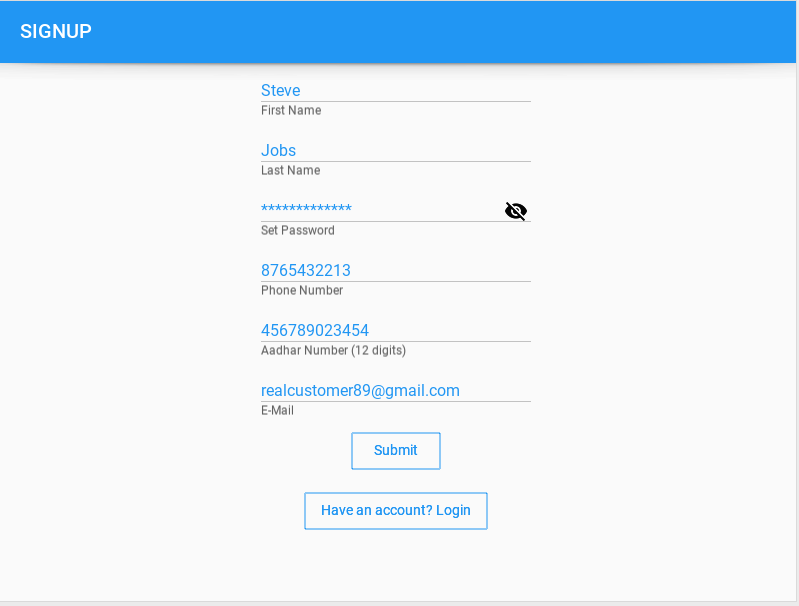 SIGNUP
Steve
First Name
Jobs
Last Name
*************
Set Password
8765432213
Phone Number
456789023454
Aadhar Number (12 digits)
realcustomer89@gmail.com
E-Mail
Submit
Have an account? Login